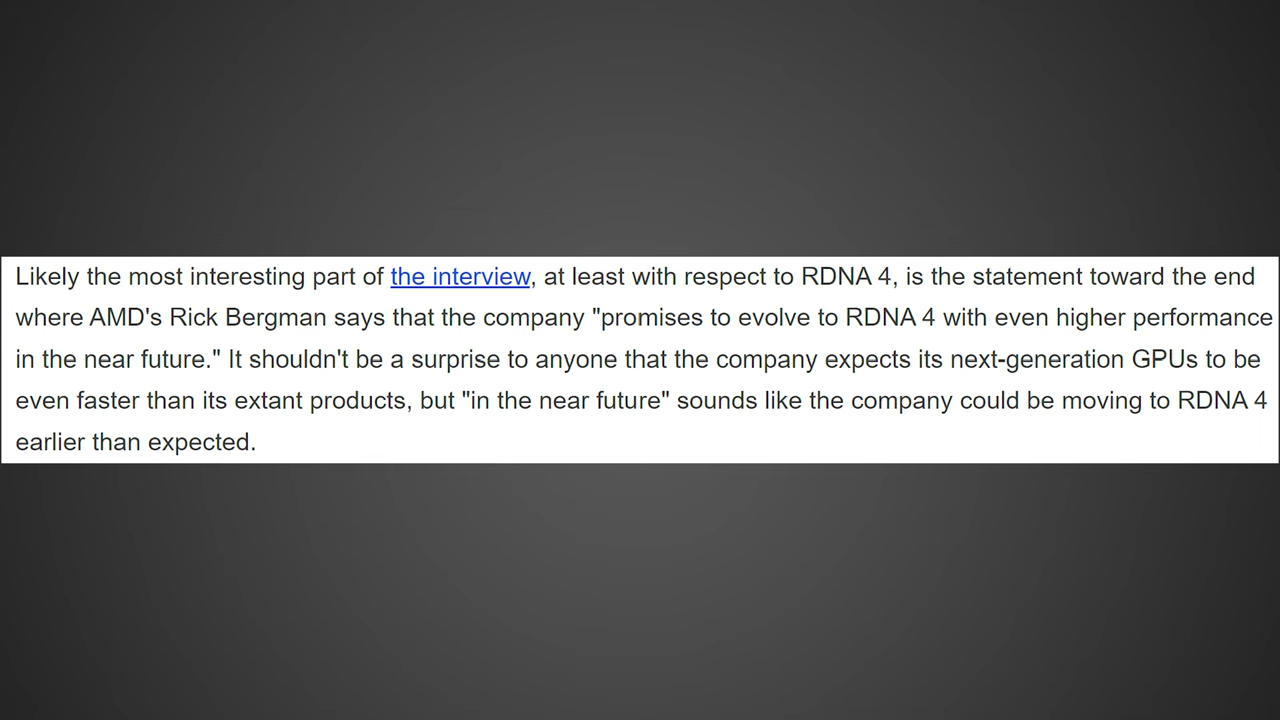 Likely the most interesting part of the interview, at least with respect to RDNA 4, is the statement toward the end
where AMD's Rick Bergman says that the company "promises to evolve to RDNA 4 with even higher performance
in the near future." It shouldn't be a surprise to anyone that the company expects its next-generation GPUs to be
even faster than its extant products, but "in the near future" sounds like the company could be moving to RDNA 4
earlier than expected.